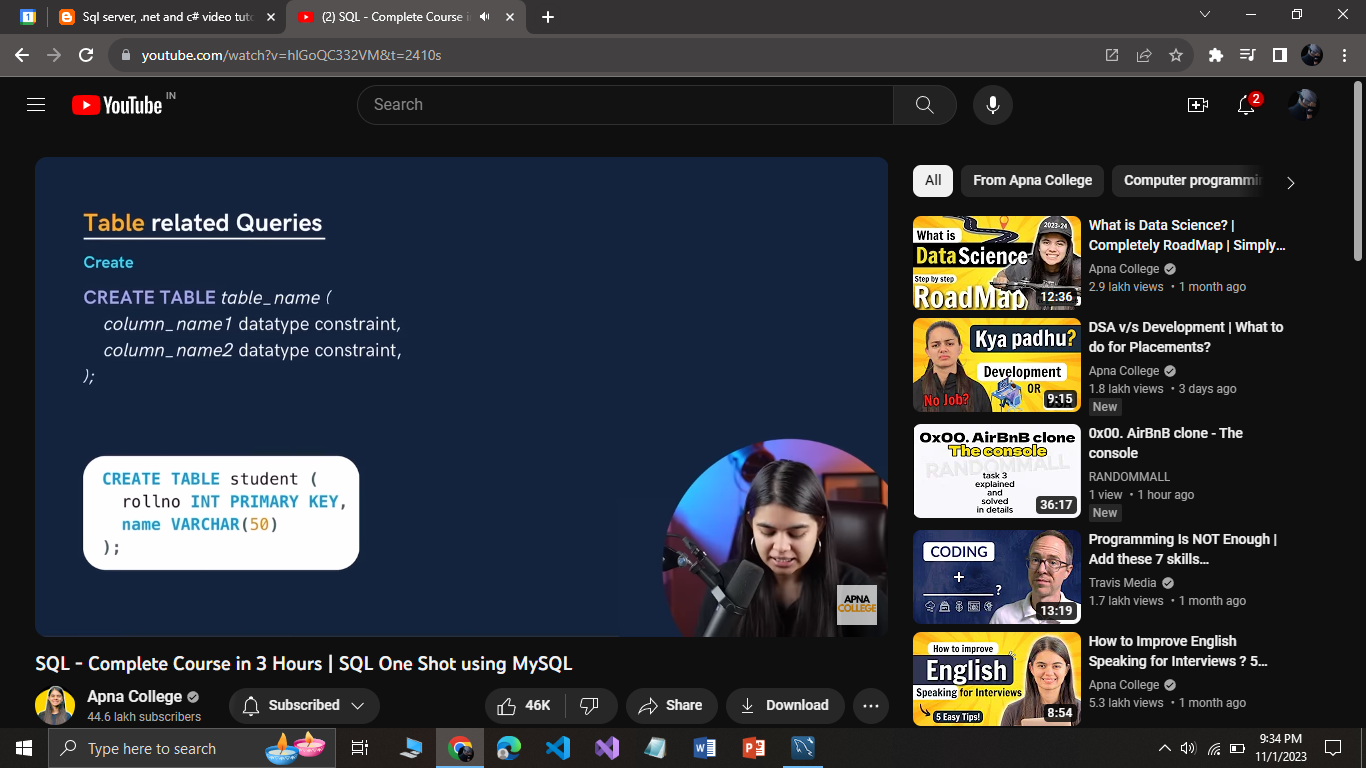 1
Sql server, .net and c# video tuto
(2) SQL - Complete Course i
youtube.com/watch?v=hlGoQC332VM&t=2410s
YouTube IN
Search
2
Table related Queries
Create
CREATE TABLE table_name (
column_name1 datatype constraint,
column_name2 datatype constraint,
);
CREATE TABLE student (
rollno INT PRIMARY KEY,
name VARCHAR(50)
);
APNA
COLLEGE
SQL - Complete Course in 3 Hours | SQL One Shot using MySQL
Apna College
44.6 lakh subscribers
Subscribed
46K
Share
Download
All
From Apna College
Computer programmin
What is
Data Science
Step by step
RoadMap
2023-24
12:36
What is Data Science? |
Completely RoadMap | Simply...
Apna College
2.9 lakh views • 1 month ago
Kya padhu?
Development
OR
No Job?
9:15
DSA v/s Development | What to
do for Placements?
Apna College
1.8 lakh views • 3 days ago
New
0x00. AirBnB clone
The console
RANDOMMALL
task 3
explained
and
solved
in details
36:17
0x00. AirBnB clone - The
console
RANDOMMALL
1 view • 1 hour ago
New
CODING
+
?
13:19
Programming Is NOT Enough |
Add these 7 skills...
Travis Media
1.7 lakh views • 1 month ago
How to improve
English
Speaking for Interviews
5 Easy Tips!
8:54
How to Improve English
Speaking for Interviews ? 5...
Apna College
5.3 lakh views • 1 month ago
Type here to search
9:34 PM
11/1/2023